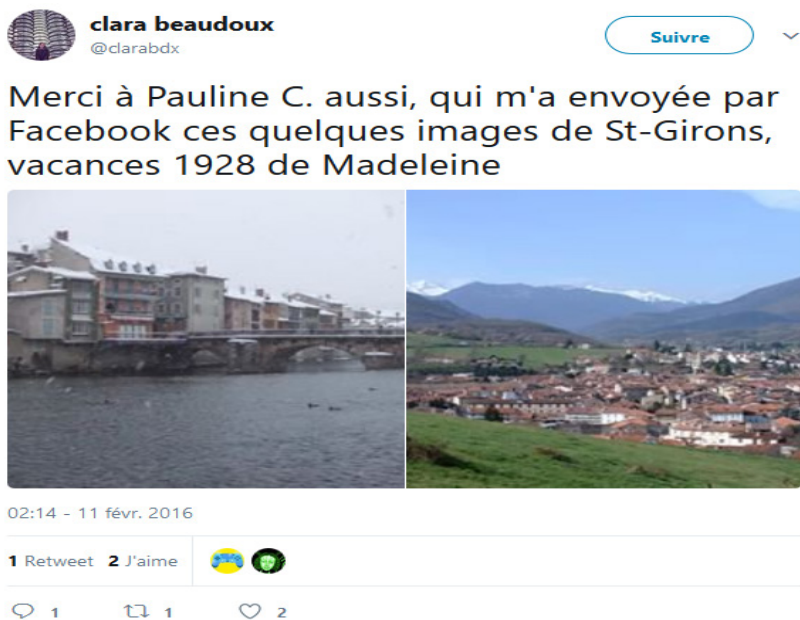 clara beaudoux
@clarabdx
Suivre
Merci à Pauline C. aussi, qui m'a envoyée par
Facebook ces quelques images de St-Girons,
vacances 1928 de Madeleine
02:14 - 11 févr. 2016
1 Retweet 2 J'aime
1 1 2